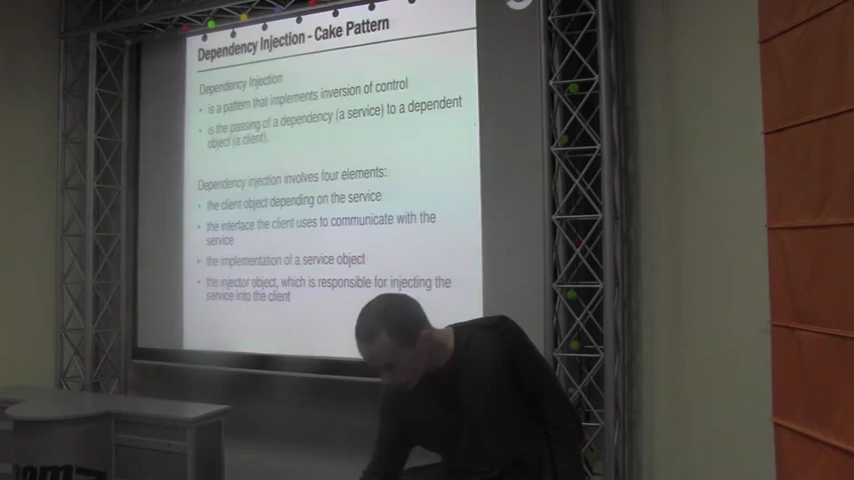 Dependency Injection - Cake Pattern
Dependency Injection
• is a pattern that implements inversion of control
• is the passing of a dependency (a service) to a dependent
object (a client).
Dependency injection involves four elements:
• the client object depending on the service
• the interface the client uses to communicate with the
service
• the implementation of a service object
• the injector object, which is responsible for injecting the
service into the client